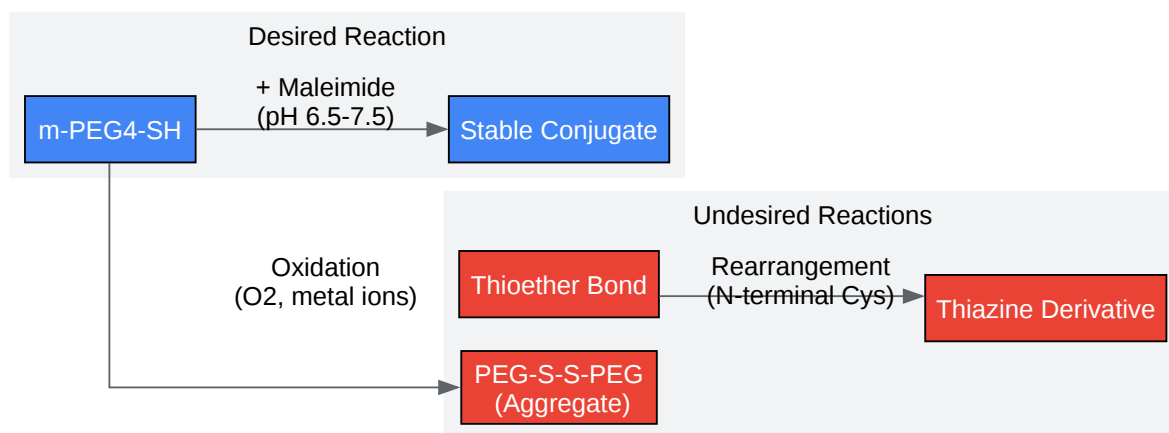 Desired Reaction
+ Maleimide
(pH 6.5-7.5)
m-PEG4-SH
Stable Conjugate
Undesired Reactions
Oxidation
(O2, metal ions)
Thioether Bond
Rearrangement
(N-terminal Cys)
Thiazine Derivative
PEG-S-S-PEG
(Aggregate)